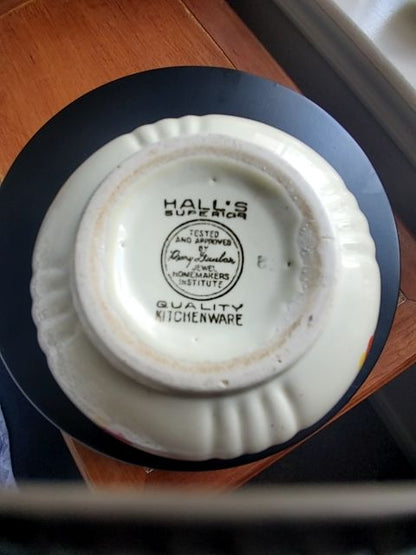 HALL'S
SUPERIOR
TESTED
AND APPROVED
BY
Mary Dunbar
JEWEL
HOMEMAKERS
INSTITUTE
QUALITY
KITCHENWARE